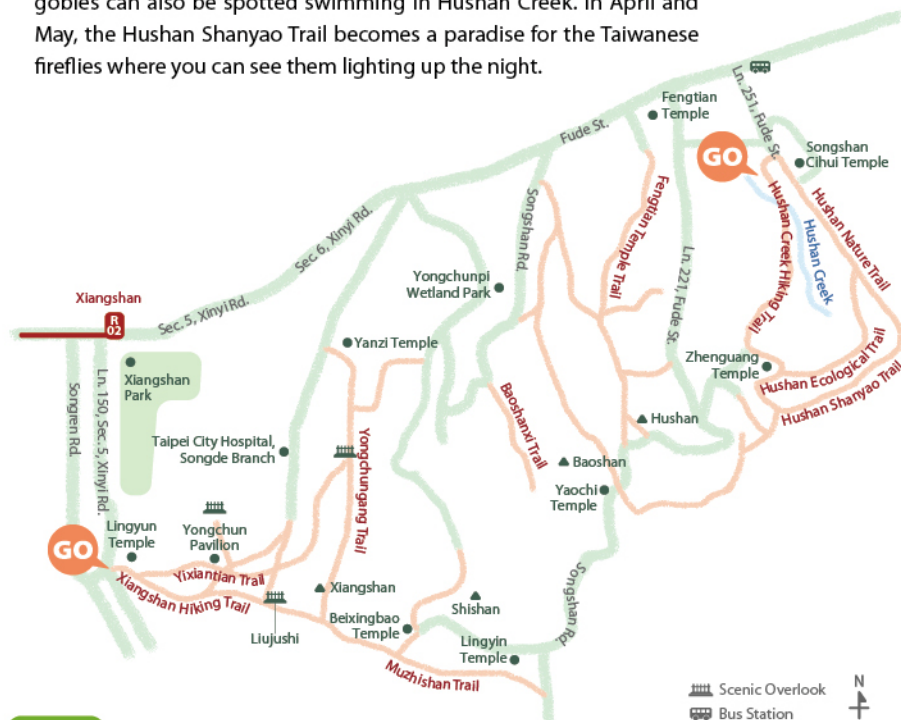 gobies can also be spotted swimming in Hushan Creek. In April and
May, the Hushan Shanyao Trail becomes a paradise for the Taiwanese
fireflies where you can see them lighting up the night.
Ln. 251, Fude St.
Fengtian
Temple
Fude St.
GO
Songshan
Cihui Temple
Hushan Nature Trail
Hushan Creek Hiking Trail
Hushan Creek
Fengtian Temple Trail
Songshan Rd.
Sec. 6, Xinyi Rd.
Ln. 221, Fude St.
Yongchunpi
Wetland Park
Xiangshan
R
02
Sec. 5, Xinyi Rd.
Yanzi Temple
Zhenguang
Temple
Hushan Ecological Trail
Hushan Shanyao Trail
Xiangshan
Park
Songren Rd.
Ln. 150, Sec. 5, Xinyi Rd.
Baoshanxi Trail
Hushan
Taipei City Hospital,
Songde Branch
Yongchungang Trail
Baoshan
Yaochi
Temple
Lingyun
Temple
Yongchun
Pavilion
GO
Yixiantian Trail
Xiangshan Hiking Trail
Xiangshan
Liujushi
Beixingbao
Temple
Shishan
Songshan Rd.
Lingyin
Temple
Muzhishan Trail
Scenic Overlook
Bus Station
N